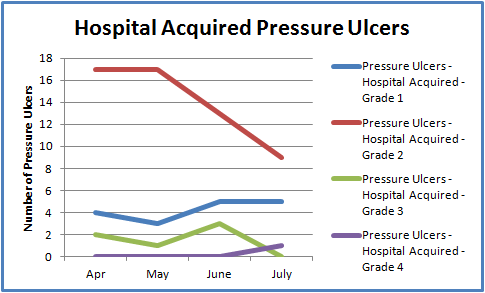 Hospital Acquired Pressure Ulcers
Number of Pressure Ulcers
18
16
14
12
10
8
6
4
2
0
Apr May June July
Pressure Ulcers -
Hospital Acquired -
Grade 1
Pressure Ulcers -
Hospital Acquired -
Grade 2
Pressure Ulcers -
Hospital Acquired -
Grade 3
Pressure Ulcers -
Hospital Acquired -
Grade 4